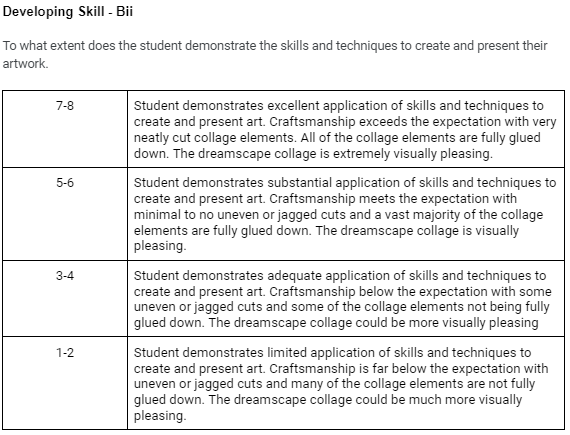 Developing Skill - Bii
To what extent does the student demonstrate the skills and techniques to create and present their
artwork.
7-8
Student demonstrates excellent application of skills and techniques to
create and present art. Craftsmanship exceeds the expectation with very
neatly cut collage elements. All of the collage elements are fully glued
down. The dreamscape collage is extremely visually pleasing.
5-6
Student demonstrates substantial application of skills and techniques to
create and present art. Craftsmanship meets the expectation with
minimal to no uneven or jagged cuts and a vast majority of the collage
elements are fully glued down. The dreamscape collage is visually
pleasing.
3-4
Student demonstrates adequate application of skills and techniques to
create and present art. Craftsmanship below the expectation with some
uneven or jagged cuts and some of the collage elements not being fully
glued down. The dreamscape collage could be more visually pleasing
1-2
Student demonstrates limited application of skills and techniques to
create and present art. Craftsmanship is far below the expectation with
uneven or jagged cuts and many of the collage elements are not fully
glued down. The dreamscape collage could be much more visually
pleasing.